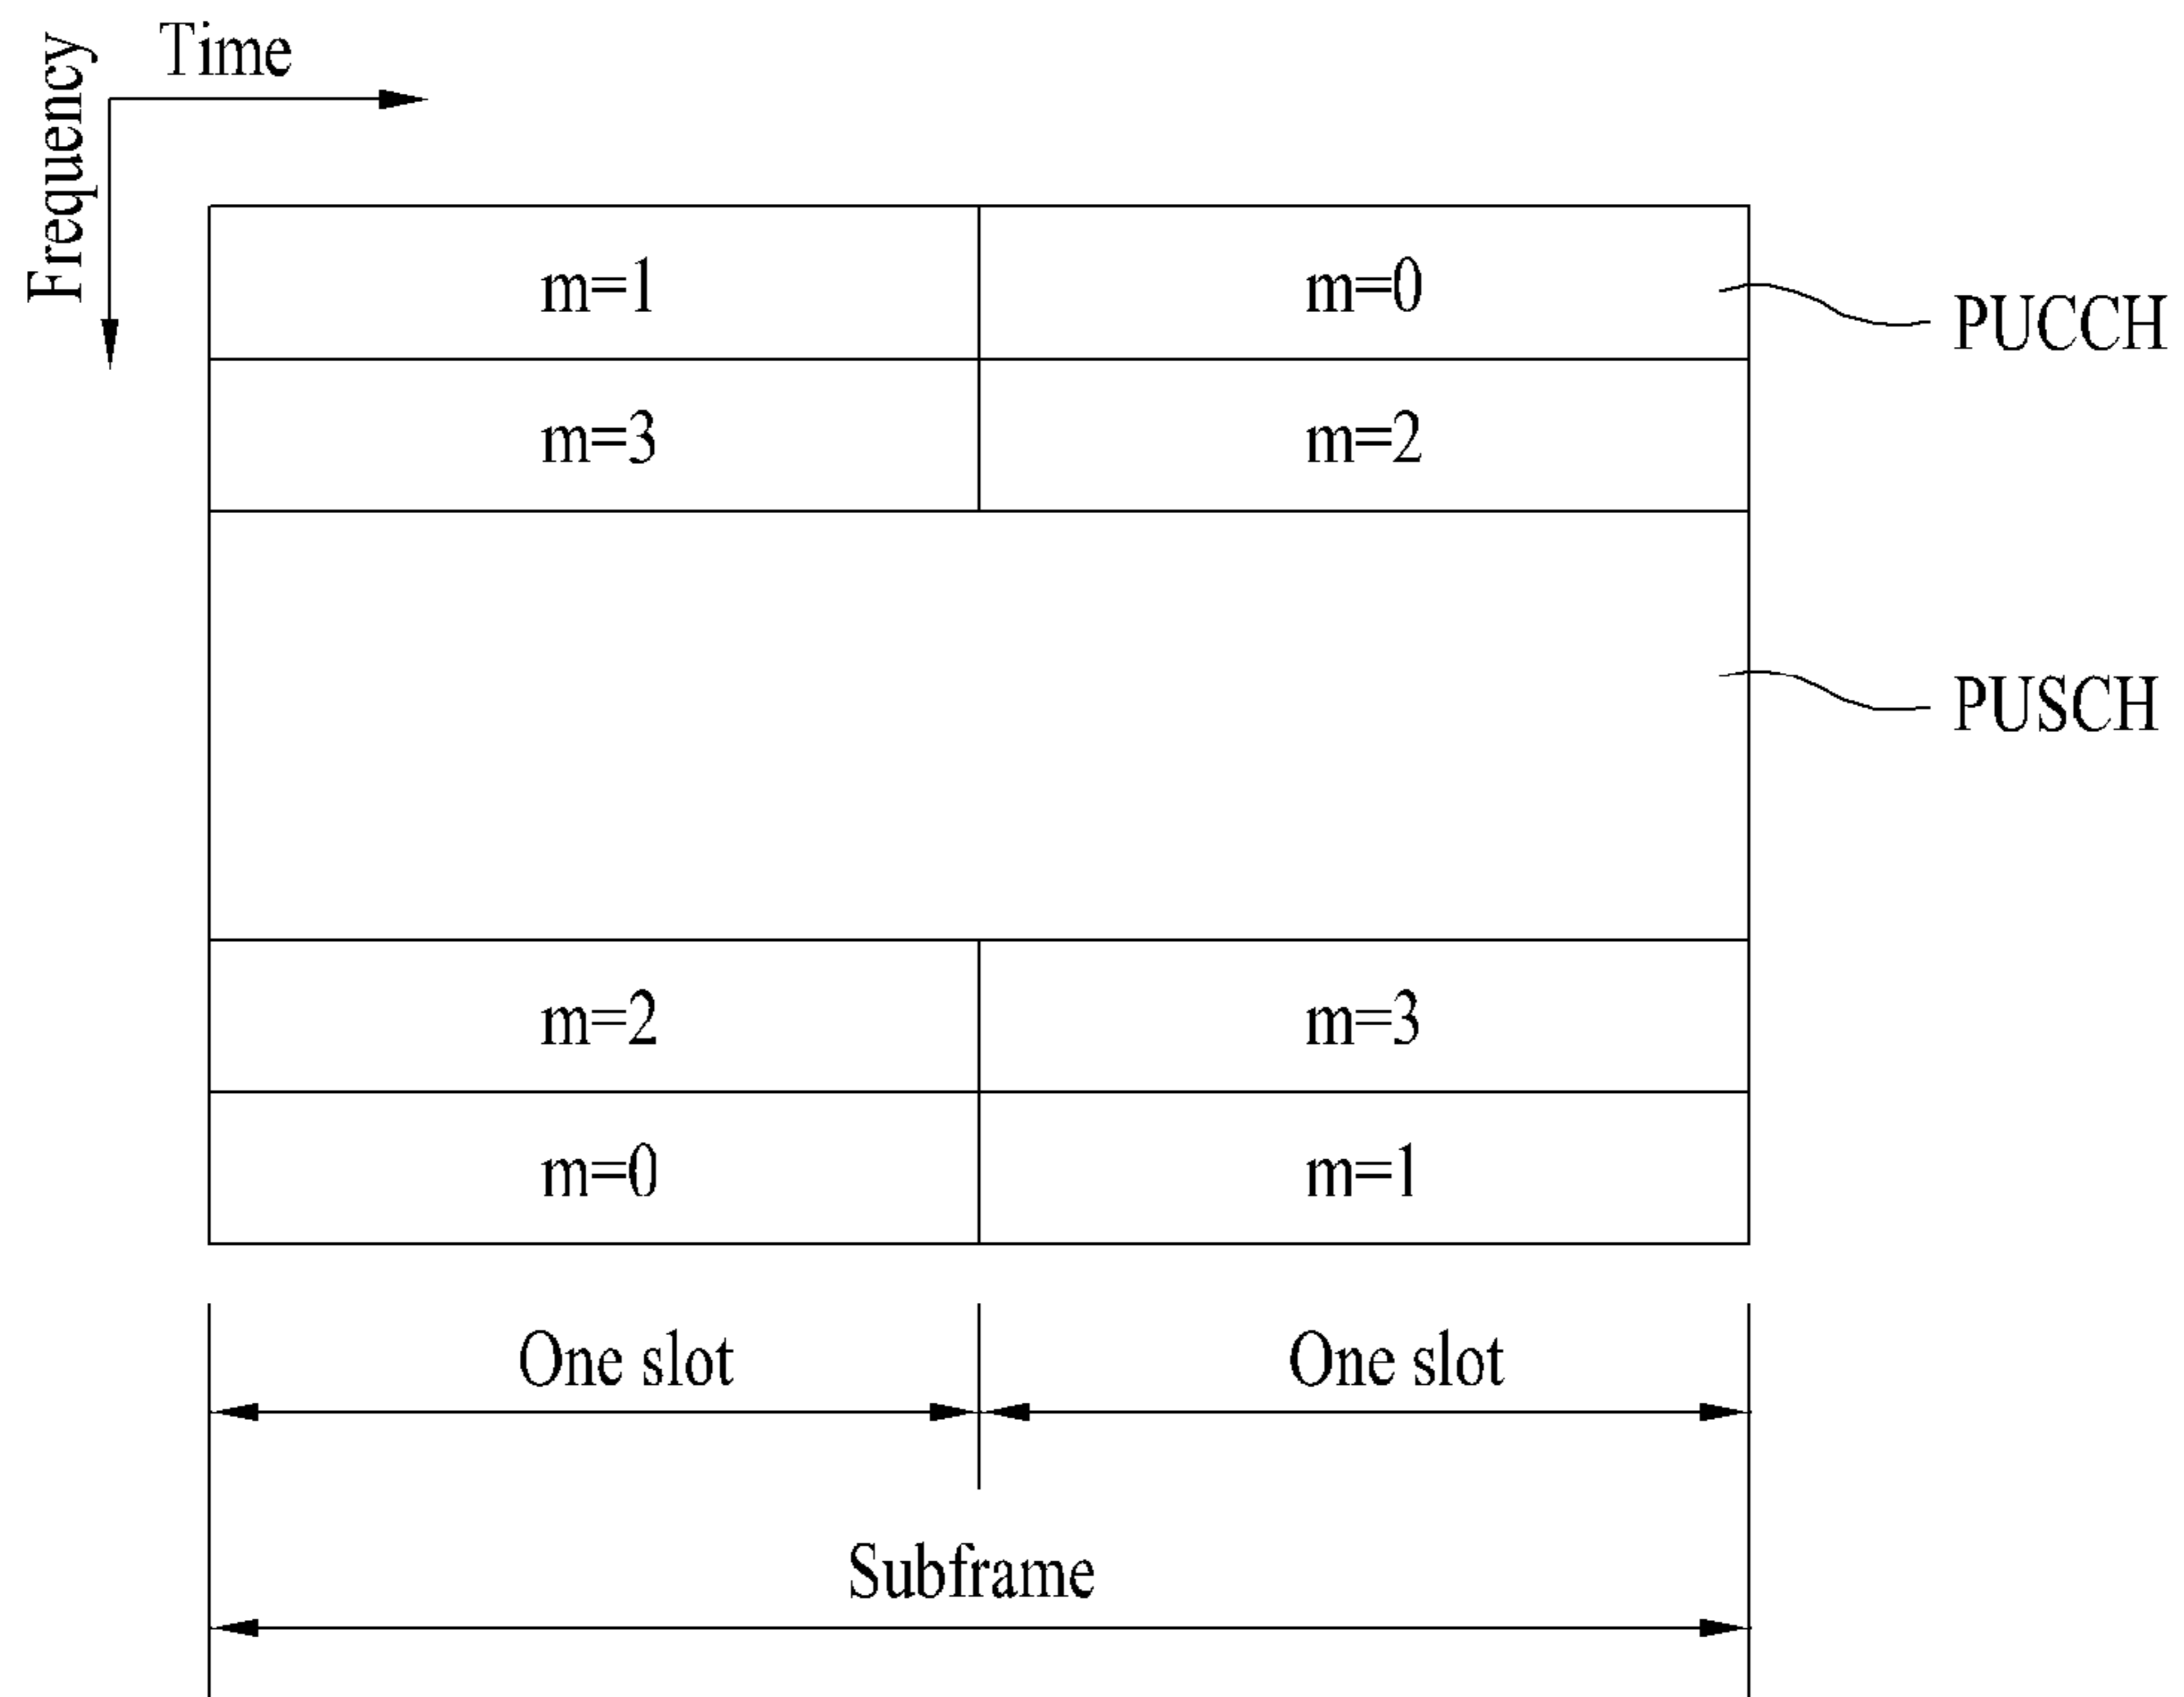 Time
Frequency
m=1 m=0
PUCCH
m=3 m=2
PUSCH
m=2 m=3
m=0 m=1
One slot One slot
Subframe